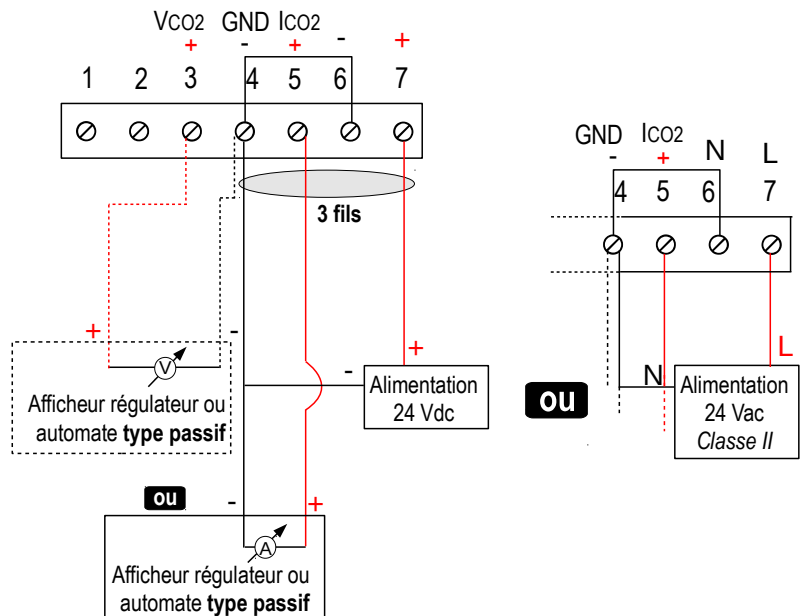 VCO2 GND ICO2
+ - + - +
1 2 3 4 5 6 7
3 fils
+
-
V
Afficheur régulateur ou
automate type passif
- +
Alimentation
24 Vdc
ou
- +
A
Afficheur régulateur ou
automate type passif
ou
GND ICO2 N L
- +
4 5 6 7
N
L
Alimentation
24 Vac
Classe II